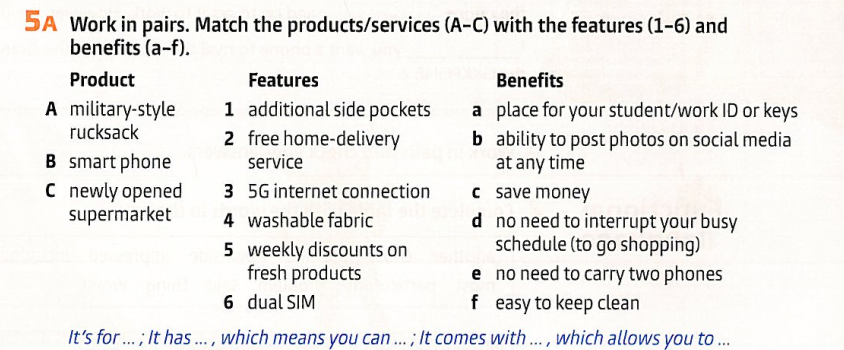 5A Work in pairs. Match the products/services (A–C) with the features (1–6) and
benefits (a–f).
Product
A military-style
rucksack
B smart phone
C newly opened
supermarket
Features
1 additional side pockets
2 free home-delivery
service
3 5G internet connection
4 washable fabric
5 weekly discounts on
fresh products
6 dual SIM
Benefits
a place for your student/work ID or keys
b ability to post photos on social media
at any time
c save money
d no need to interrupt your busy
schedule (to go shopping)
e no need to carry two phones
f easy to keep clean
It's for ... ; It has ... , which means you can ... ; It comes with ... , which allows you to ...